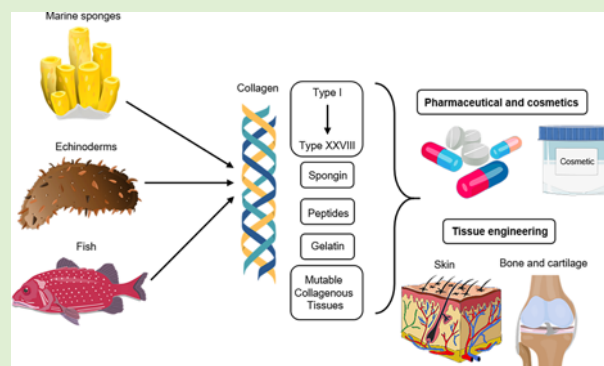 Marine sponges
Echinoderms
Fish
Collagen
Type I
Type XXVIII
Spongin
Peptides
Gelatin
Mutable
Collagenous
Tissues
Pharmaceutical and cosmetics
Cosmetic
Tissue engineering
Skin
Bone and cartilage